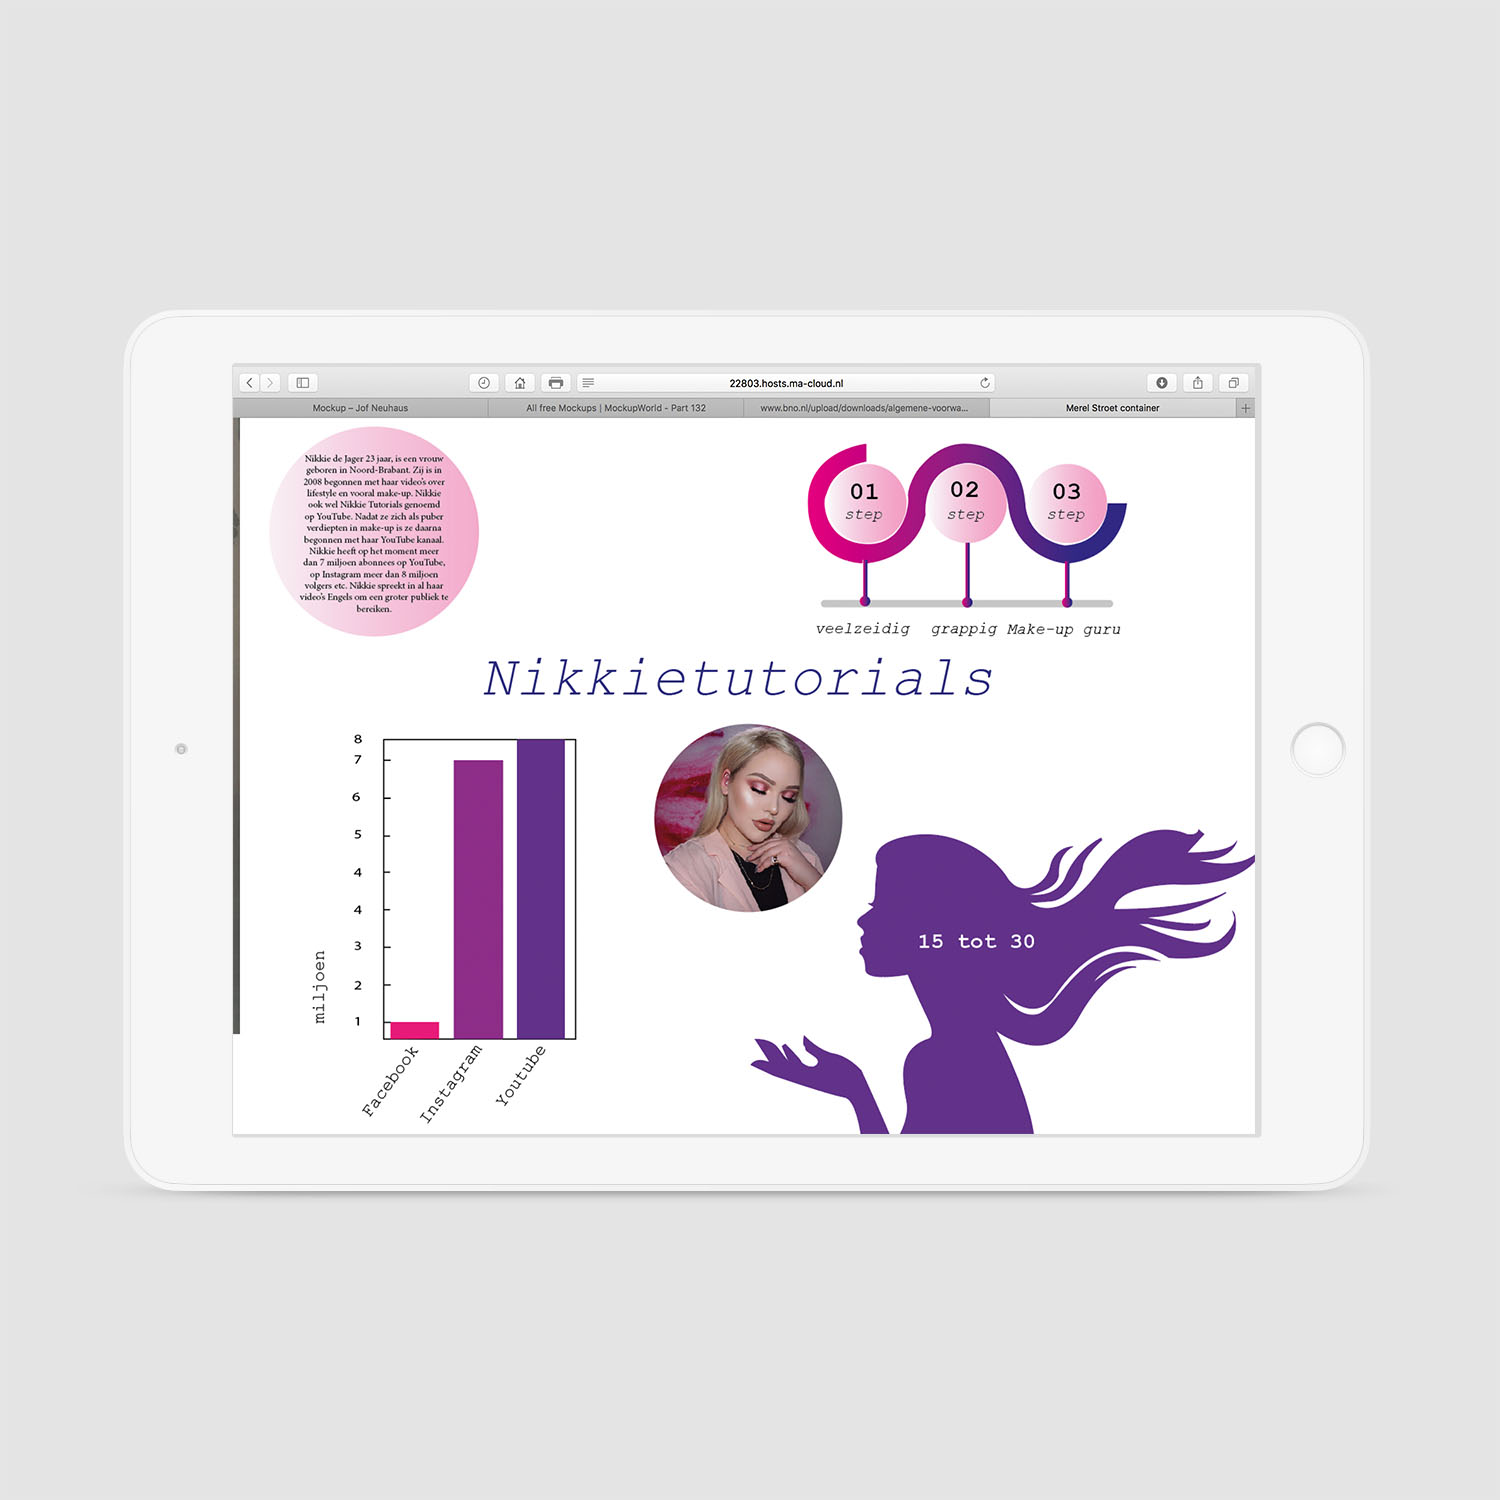 22803.hosts.ma-cloud.nl
Mockup – Jof Neuhaus
All free Mockups | MockupWorld - Part 132
www.bno.nl/upload/downloads/algemene-voorwa...
Merel Stroet container
Nikkie de Jager 23 jaar, is een vrouw
geboren in Noord-Brabant. Zij is in
2008 begonnen met haar video's over
lifestyle en vooral make-up. Nikkie
ook wel Nikkie Tutorials genoemd
op YouTube. Nadat ze zich als puber
verdiepten in make-up is ze daarna
begonnen met haar YouTube kanaal.
Nikkie heeft op het moment meer
dan 7 miljoen abonnees op YouTube,
op Instagram meer dan 8 miljoen
volgers etc. Nikkie spreekt in al haar
video's Engels om een groter publiek te
bereiken.
01
step
02
step
03
step
veelzeidig
grappig
Make-up guru
Nikkietutorials
8
7
6
5
4
4
3
2
1
miljoen
Facebook
Instagram
Youtube
15 tot 30